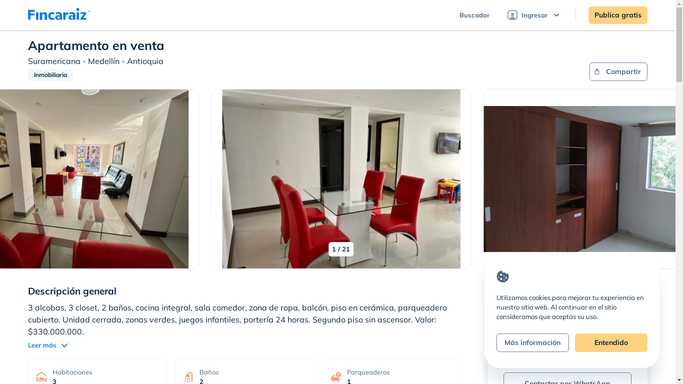 Fincaraiz
Buscador
Ingresar
Publica gratis
Apartamento en venta
Suramericana - Medellín - Antioquia
Inmobiliaria
Compartir
1 / 21
Descripción general
3 alcobas, 3 closet, 2 baños, cocina integral, sala comedor, zona de ropa, balcón, piso en cerámica, parqueadero
cubierto. Unidad cerrada, zonas verdes, juegos infantiles, portería 24 horas. Segundo piso sin ascensor. Valor:
$330.000.000.
Leer más
Habitaciones
3
Baños
2
Parqueaderos
1
Utilizamos cookies para mejorar tu experiencia en
nuestro sitio web. Al continuar en el sitio
consideramos que aceptas su uso.
Más información
Entendido
Contactar por WhatsApp